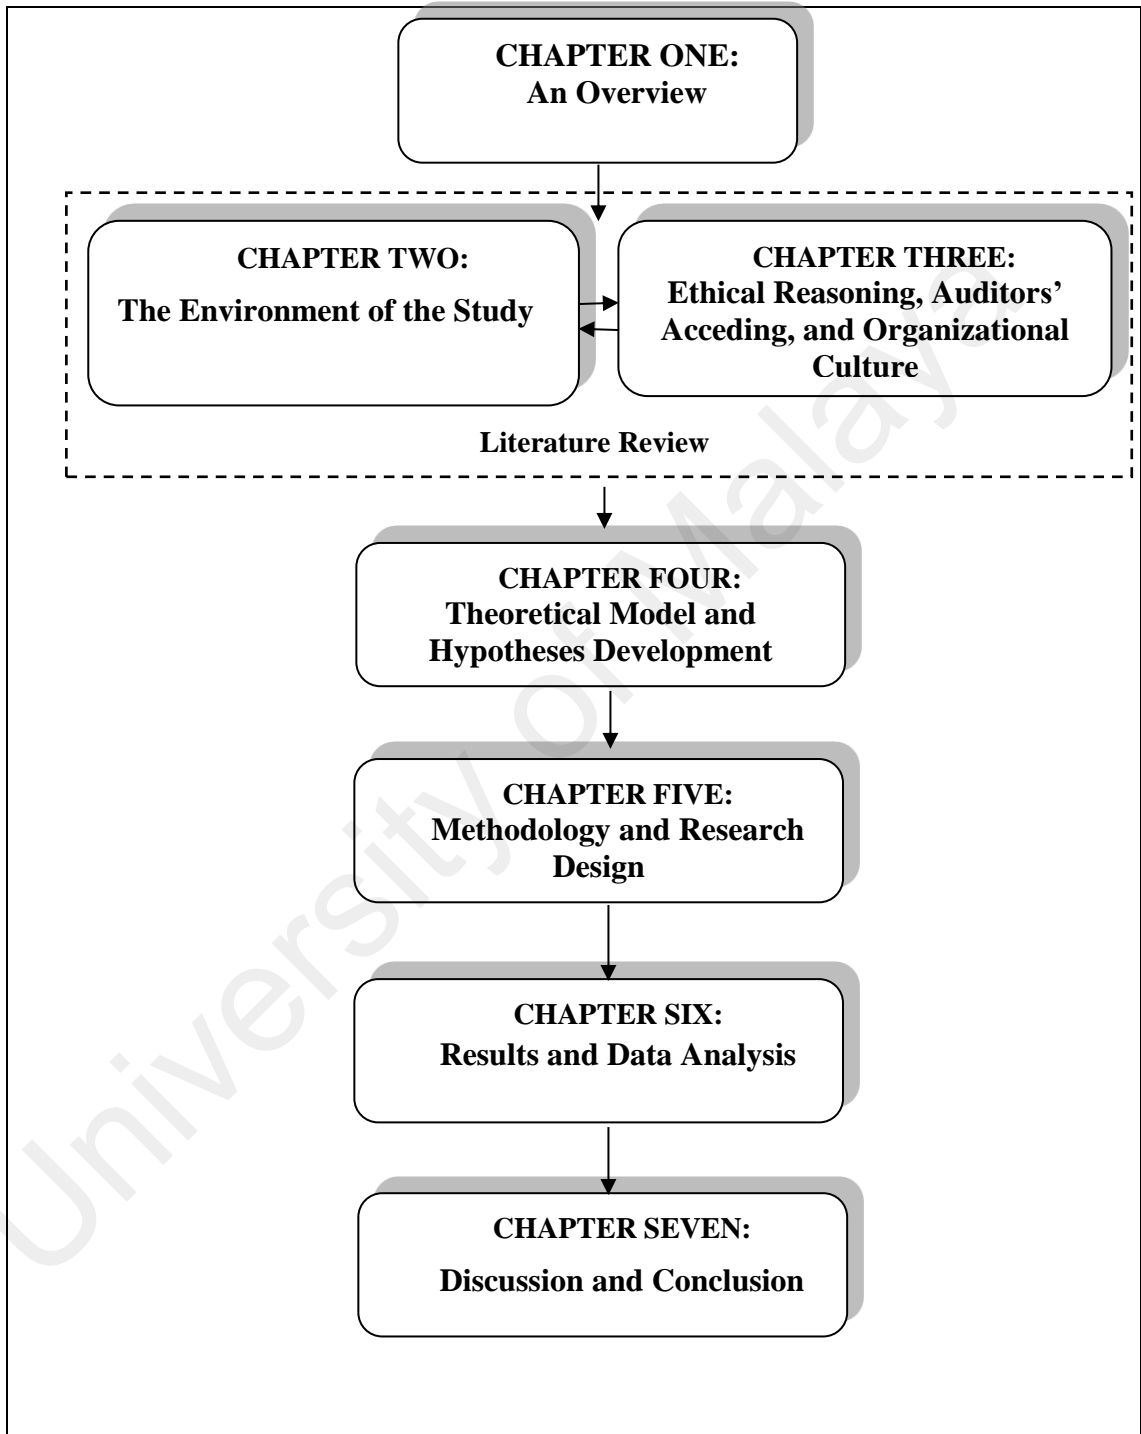 CHAPTER ONE:
An Overview
CHAPTER TWO:
The Environment of the Study
CHAPTER THREE:
Ethical Reasoning, Auditors’
Acceding, and Organizational
Culture
Literature Review
CHAPTER FOUR:
Theoretical Model and
Hypotheses Development
CHAPTER FIVE:
Methodology and Research
Design
CHAPTER SIX:
Results and Data Analysis
CHAPTER SEVEN:
Discussion and Conclusion
University of Malaya